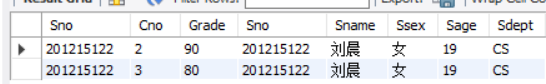 Result Grid Filter Rows: Export: Wrap Cell Co
Sno Cno Grade Sno Sname Ssex Sage Sdept
201215122 2 90 201215122 刘晨 女 19 CS
201215122 3 80 201215122 刘晨 女 19 CS